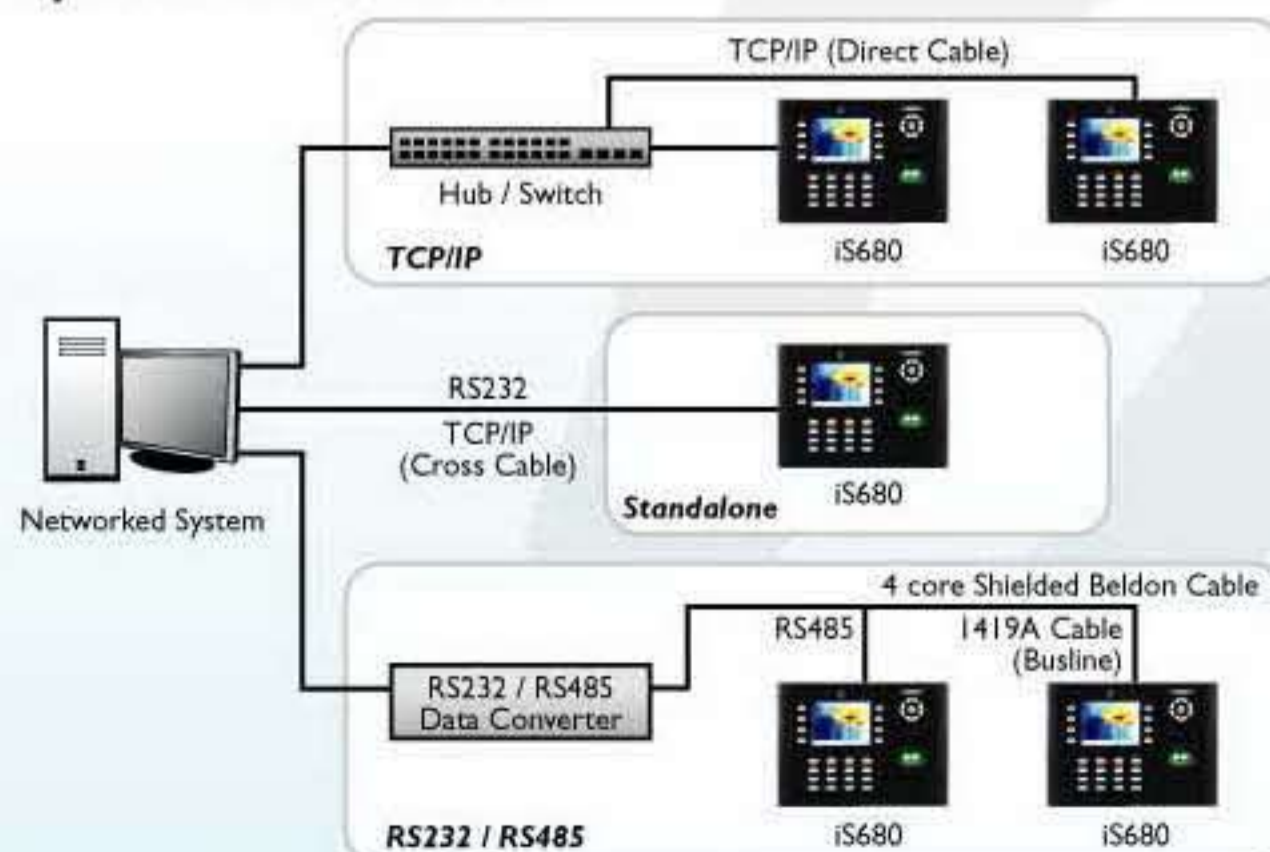 TCP/IP (Direct Cable)
Hub / Switch
iS680
iS680
TCP/IP
RS232
TCP/IP
(Cross Cable)
iS680
Standalone
Networked System
4 core Shielded Beldon Cable
RS485
1419A Cable
(Busline)
RS232 / RS485
Data Converter
iS680
iS680
RS232 / RS485